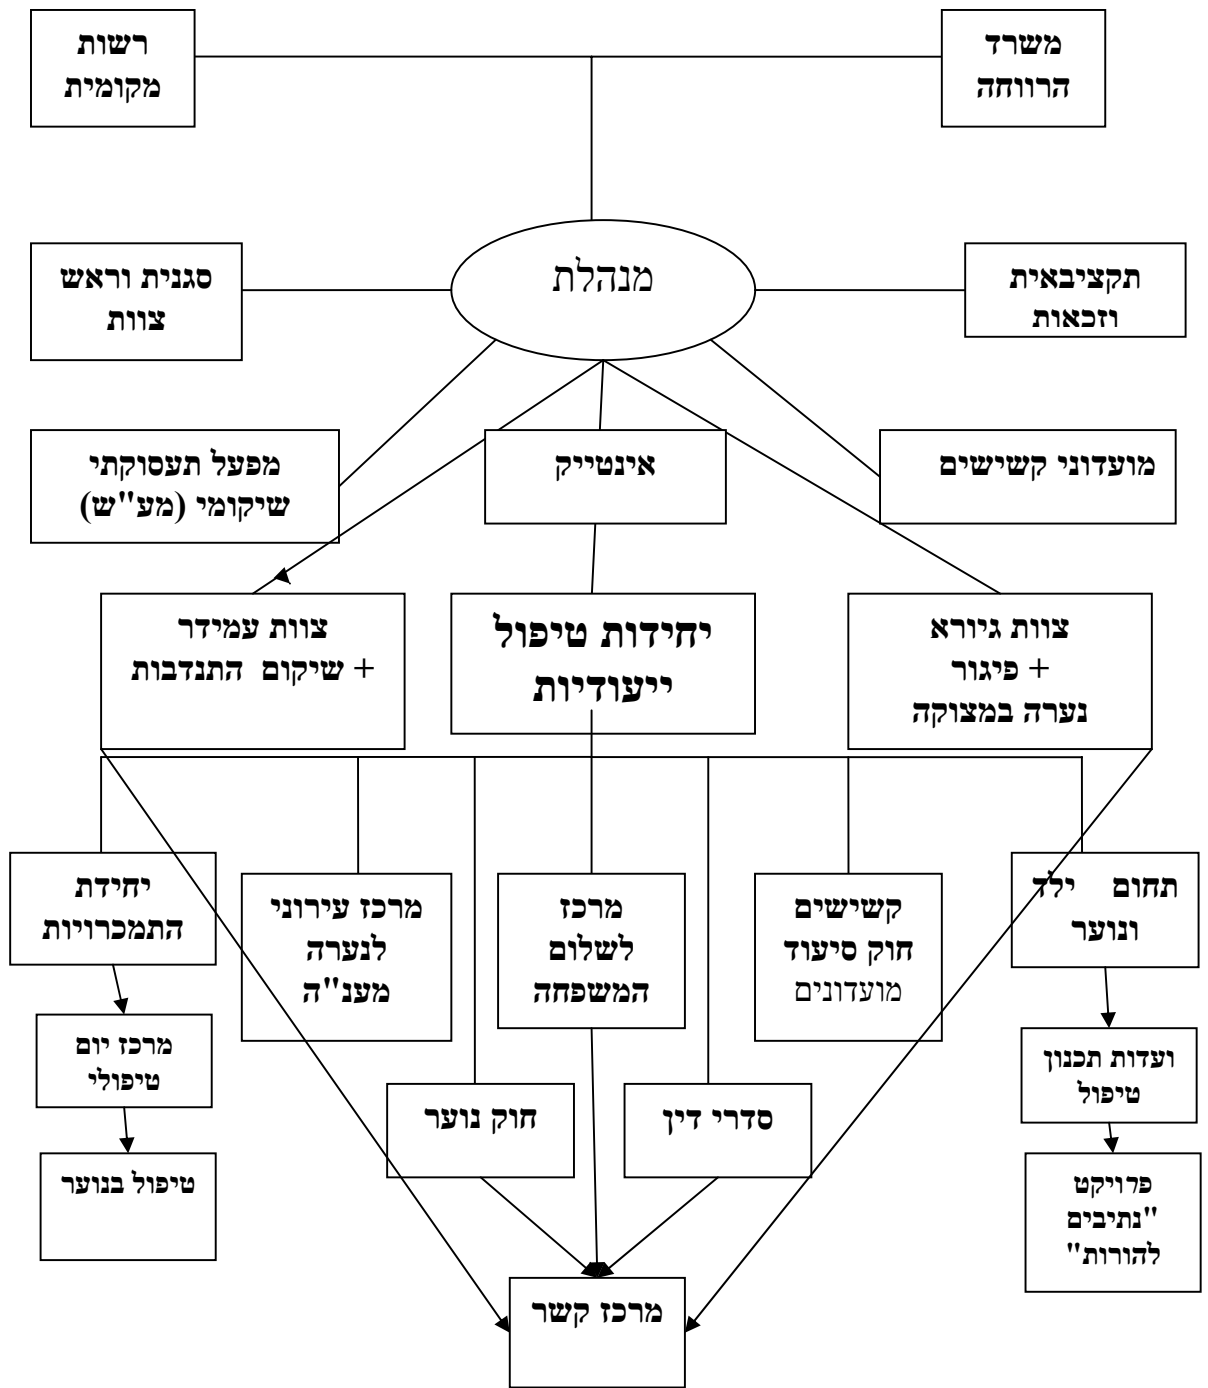 משרד
הרווחה
רשות
מקומית
מנהלת
תקציבאית
וזכאות
סגנית וראש
צוות
מועדוני קשישים
אינטייק
מפעל תעסוקתי
שיקומי (מע"ש)
צוות גיורא
+ פיגור
נערה במצוקה
יחידות טיפול
ייעודיות
צוות עמידר
+ שיקום התנדבות
תחום ילד
ונוער
קשישים
חוק סיעוד
מועדונים
מרכז
לשלום
המשפחה
מרכז עירוני
לנערה
מענ"ה
יחידת
התמכרויות
ועדות תכנון
טיפול
מרכז יום
טיפולי
סדרי דין
חוק נוער
פרויקט
"נתיבים
להורות"
טיפול בנוער
מרכז קשר